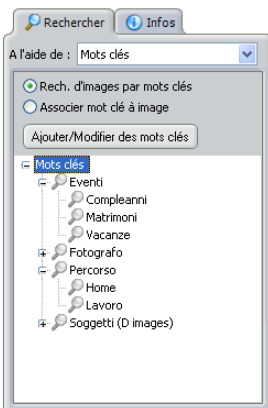 Rechercher Infos
A l'aide de : Mots clés
Rech. d'images par mots clés
Associer mot clé à image
Ajouter/Modifier des mots clés
Mots clés
Eventi
Compleanni
Matrimoni
Vacanze
Fotografo
Percorso
Home
Lavoro
Soggetti (D images)